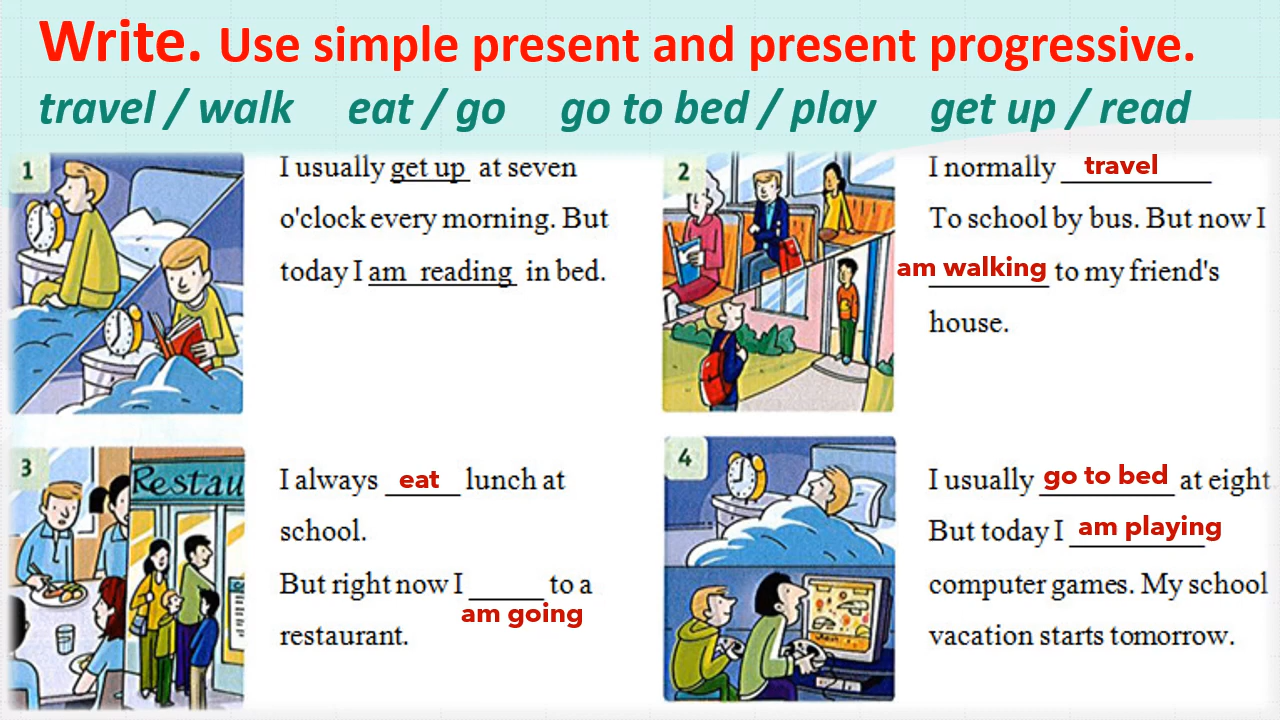 Write. Use simple present and present progressive.
travel / walk eat / go go to bed / play get up / read
1
I usually get up at seven
o'clock every morning. But
today I am reading in bed.
2
I normally travel
To school by bus. But now I
am walking to my friend's
house.
3
Restau
I always eat lunch at
school.
But right now I ______ to a
am going
restaurant.
4
I usually go to bed at eight.
But today I am playing
computer games. My school
vacation starts tomorrow.